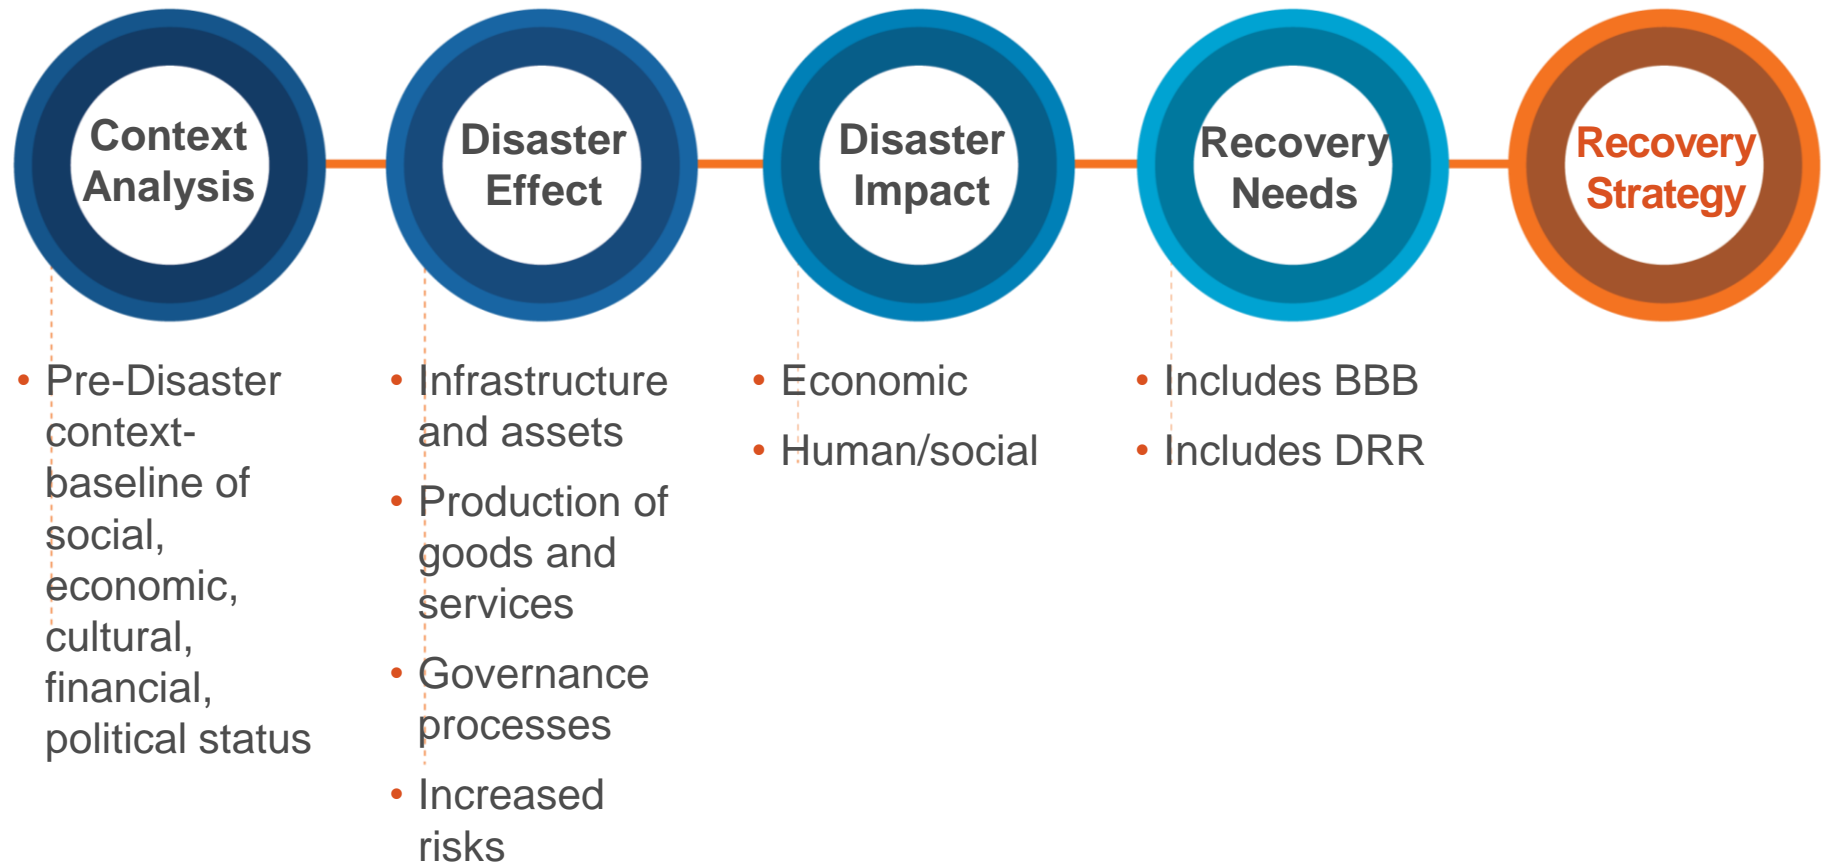 Context
Analysis
Disaster
Effect
Disaster
Impact
Recovery
Needs
Recovery
Strategy
• Pre-Disaster
context-
baseline of
social,
economic,
cultural,
financial,
political status
• Infrastructure
and assets
• Production of
goods and
services
• Governance
processes
• Increased
risks
• Economic
• Human/social
• Includes BBB
• Includes DRR